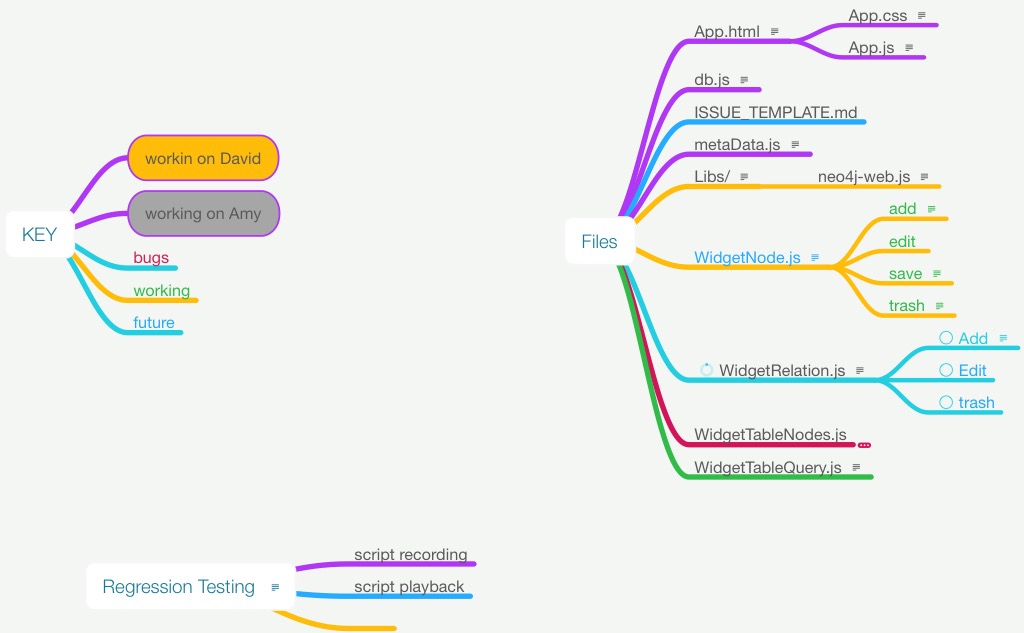 KEY
workin on David
working on Amy
bugs
working
future
Files
App.html
App.css
App.js
db.js
ISSUE_TEMPLATE.md
metaData.js
Libs/
neo4j-web.js
WidgetNode.js
add
edit
save
trash
WidgetRelation.js
Add
Edit
trash
WidgetTableNodes.js
WidgetTableQuery.js
Regression Testing
script recording
script playback